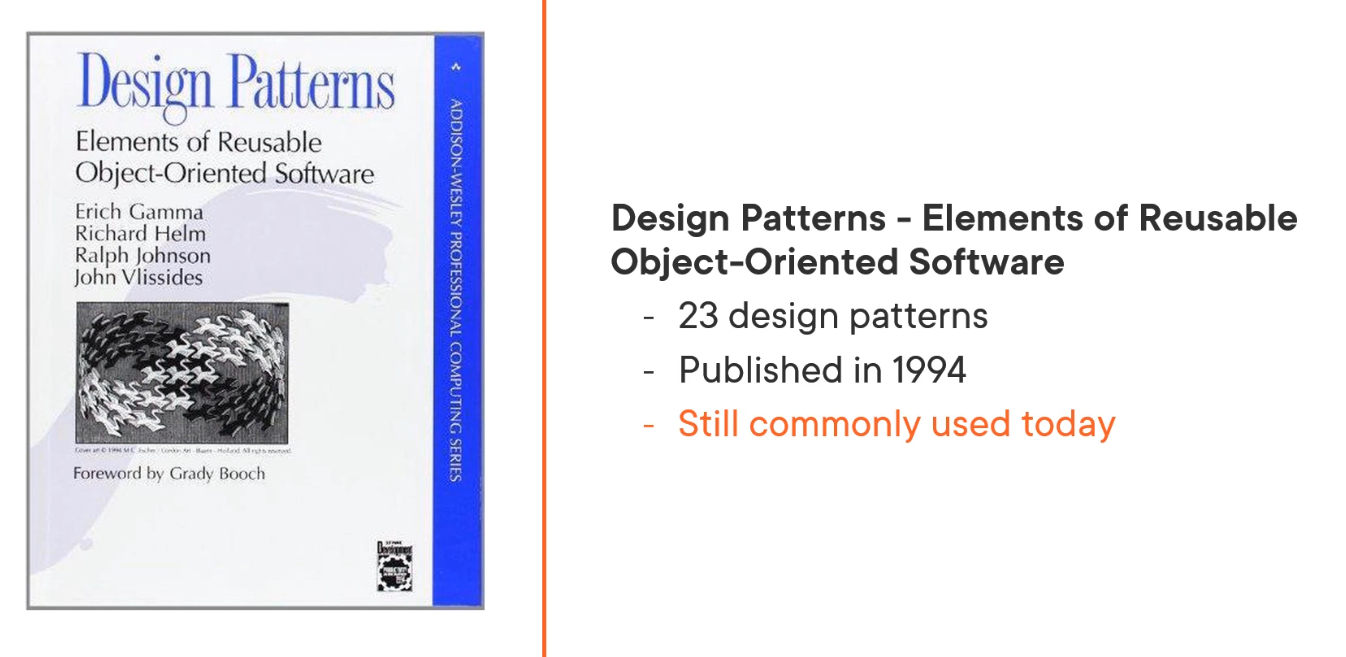 Design Patterns
Elements of Reusable
Object-Oriented Software
Erich Gamma
Richard Helm
Ralph Johnson
John Vlissides
Foreword by Grady Booch
Development
ADDISON-WESLEY PROFESSIONAL COMPUTING SERIES
Design Patterns - Elements of Reusable
Object-Oriented Software
- 23 design patterns
- Published in 1994
- Still commonly used today